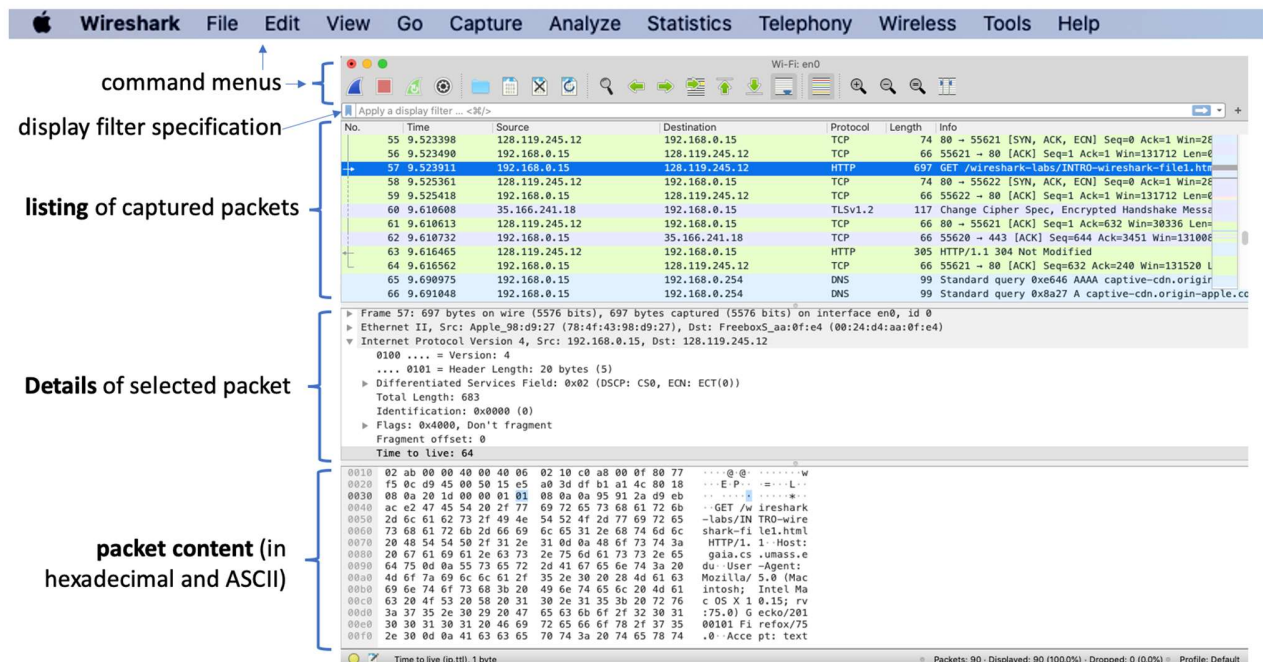 Wireshark File Edit View Go Capture Analyze Statistics Telephony Wireless Tools Help
command menus
display filter specification
listing of captured packets
Details of selected packet
packet content (in
hexadecimal and ASCII)
Wi-Fi: en0
Apply a display filter ... <⌘/>
No. Time Source Destination Protocol Length Info
55 9.523398 128.119.245.12 192.168.0.15 TCP 74 80 → 55621 [SYN, ACK, ECN] Seq=0 Ack=1 Win=28
56 9.523490 192.168.0.15 128.119.245.12 TCP 66 55621 → 80 [ACK] Seq=1 Ack=1 Win=131712 Len=0
57 9.523911 192.168.0.15 128.119.245.12 HTTP 697 GET /wireshark-labs/INTRO-wireshark-file1.htm
58 9.525361 128.119.245.12 192.168.0.15 TCP 74 80 → 55622 [SYN, ACK, ECN] Seq=0 Ack=1 Win=28
59 9.525418 192.168.0.15 128.119.245.12 TCP 66 55622 → 80 [ACK] Seq=1 Ack=1 Win=131712 Len=0
60 9.610608 35.166.241.18 192.168.0.15 TLSv1.2 117 Change Cipher Spec, Encrypted Handshake Messa
61 9.610613 128.119.245.12 192.168.0.15 TCP 66 80 → 55621 [ACK] Seq=1 Ack=632 Win=30336 Len=
62 9.610732 192.168.0.15 35.166.241.18 TCP 66 55620 → 443 [ACK] Seq=644 Ack=3451 Win=131008
63 9.616465 128.119.245.12 192.168.0.15 HTTP 305 HTTP/1.1 304 Not Modified
64 9.616562 192.168.0.15 128.119.245.12 TCP 66 55621 → 80 [ACK] Seq=632 Ack=240 Win=131520 L
65 9.690975 192.168.0.15 192.168.0.254 DNS 99 Standard query 0xe646 AAAA captive-cdn.origin
66 9.691048 192.168.0.15 192.168.0.254 DNS 99 Standard query 0x8a27 A captive-cdn.origin-apple.co
Frame 57: 697 bytes on wire (5576 bits), 697 bytes captured (5576 bits) on interface en0, id 0
Ethernet II, Src: Apple_98:d9:27 (78:4f:43:98:d9:27), Dst: FreeboxS_aa:0f:e4 (00:24:d4:aa:0f:e4)
Internet Protocol Version 4, Src: 192.168.0.15, Dst: 128.119.245.12
0100 .... = Version: 4
.... 0101 = Header Length: 20 bytes (5)
Differentiated Services Field: 0x02 (DSCP: CS0, ECN: ECT(0))
Total Length: 683
Identification: 0x0000 (0)
Flags: 0x4000, Don't fragment
Fragment offset: 0
Time to live: 64
0010 02 ab 00 00 40 00 40 06 02 10 c0 a8 00 0f 80 77 ····@·@· ·······w
0020 f5 0c d9 45 00 50 15 e5 a0 3d df b1 a1 4c 80 18 ···E·P·· ·=···L··
0030 08 0a 20 1d 00 00 01 01 08 0a 0a 95 91 2a d9 eb ·· ····· ·····*··
0040 ac e2 47 45 54 20 2f 77 69 72 65 73 68 61 72 6b ··GET /w ireshark
0050 2d 6c 61 62 73 2f 49 4e 54 52 4f 2d 77 69 72 65 -labs/IN TRO-wire
0060 73 68 61 72 6b 2d 66 69 6c 65 31 2e 68 74 6d 6c shark-fi le1.html
0070 20 48 54 54 50 2f 31 2e 31 0d 0a 48 6f 73 74 3a HTTP/1. 1··Host:
0080 20 67 61 69 61 2e 63 73 2e 75 6d 61 73 73 2e 65 gaia.cs .umass.e
0090 64 75 0d 0a 55 73 65 72 2d 41 67 65 6e 74 3a 20 du··User -Agent:
00a0 4d 6f 7a 69 6c 6c 61 2f 35 2e 30 20 28 4d 61 63 Mozilla/ 5.0 (Mac
00b0 69 6e 74 6f 73 68 3b 20 49 6e 74 65 6c 20 4d 61 intosh; Intel Ma
00c0 63 20 4f 53 20 58 20 31 30 2e 31 35 3b 20 72 76 c OS X 1 0.15; rv
00d0 3a 37 35 2e 30 29 20 47 65 63 6b 6f 2f 32 30 31 :75.0) G ecko/201
00e0 30 30 31 30 31 20 46 69 72 65 66 6f 78 2f 37 35 00101 Fi refox/75
00f0 2e 30 0d 0a 41 63 63 65 70 74 3a 20 74 65 78 74 .0··Acce pt: text
Time to live (ip.ttl), 1 byte Packets: 90 · Displayed: 90 (100.0%) · Dropped: 0 (0.0%) Profile: Default